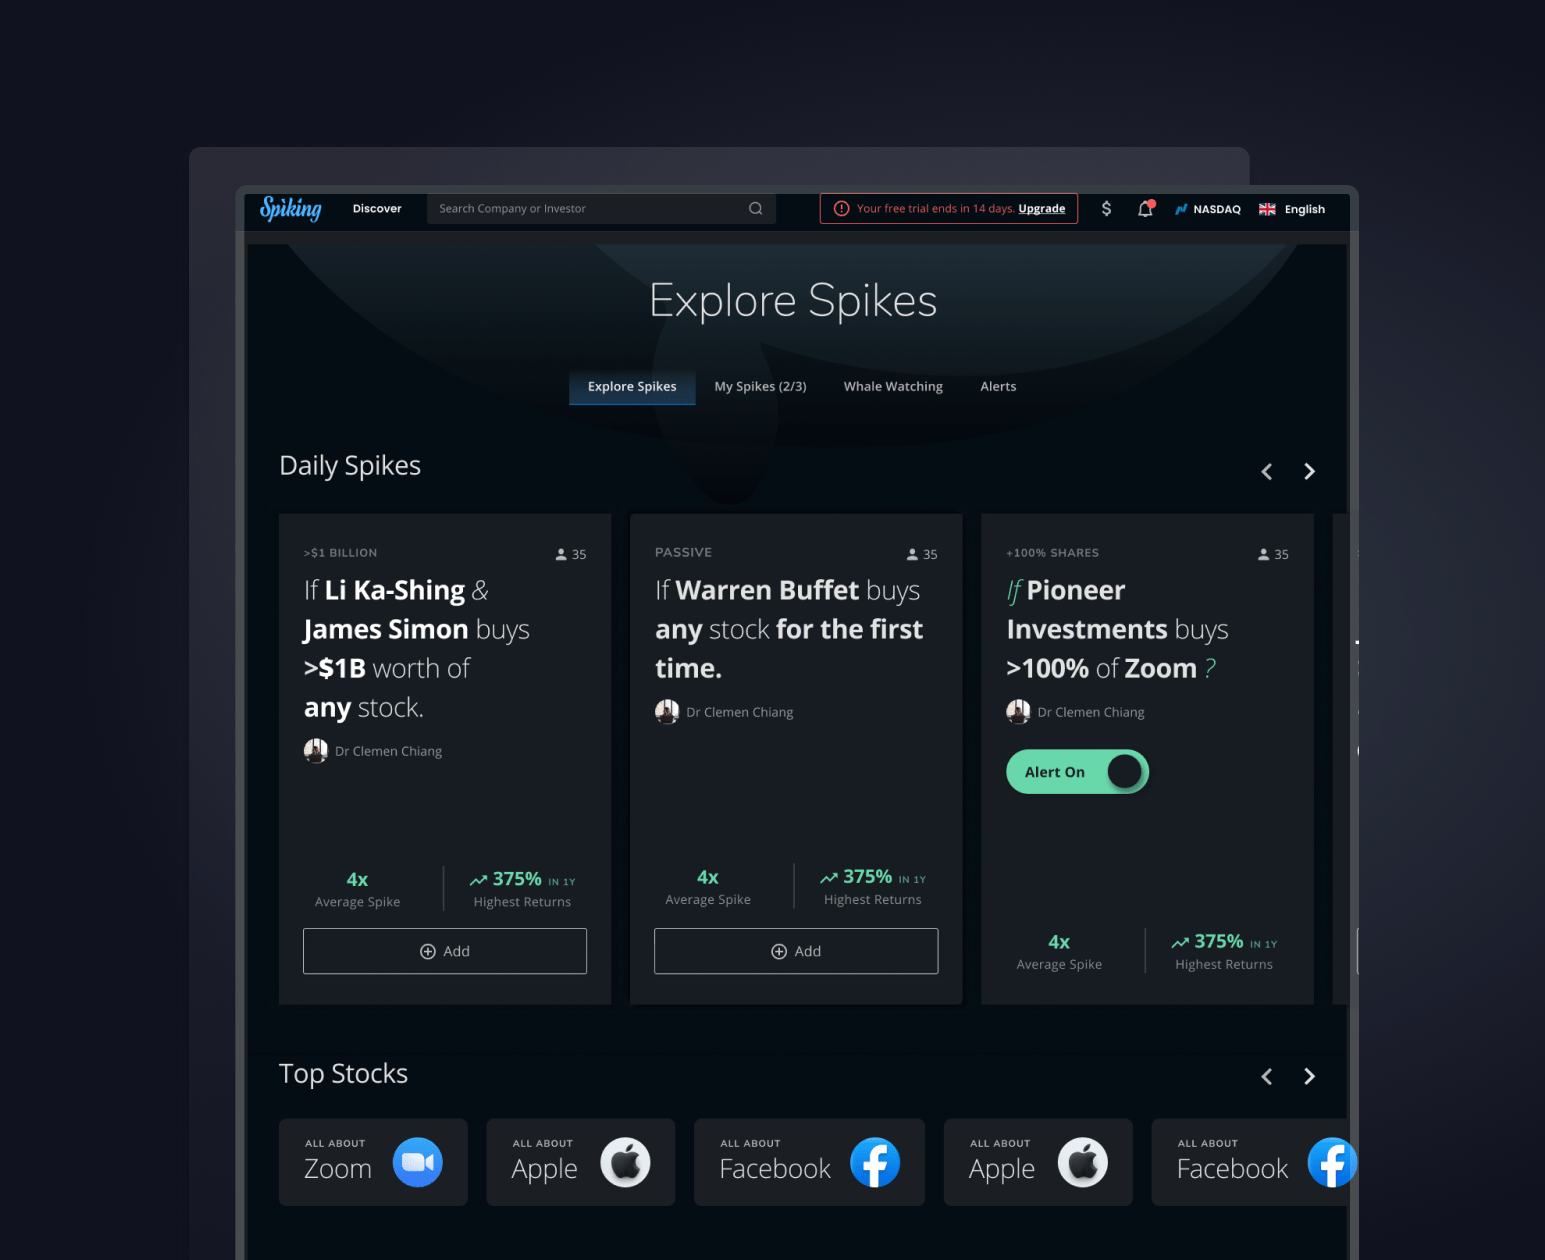 Spiking
Discover
Search Company or Investor
Your free trial ends in 14 days. Upgrade
$
NASDAQ
English
Explore Spikes
Explore Spikes
My Spikes (2/3)
Whale Watching
Alerts
Daily Spikes
>$1 BILLION
35
If Li Ka-Shing &
James Simon buys
>$1B worth of
any stock.
Dr Clemen Chiang
4x
Average Spike
375% IN 1Y
Highest Returns
Add
PASSIVE
35
If Warren Buffet buys
any stock for the first
time.
Dr Clemen Chiang
4x
Average Spike
375% IN 1Y
Highest Returns
Add
+100% SHARES
35
If Pioneer
Investments buys
>100% of Zoom ?
Dr Clemen Chiang
Alert On
4x
Average Spike
375% IN 1Y
Highest Returns
Top Stocks
ALL ABOUT
Zoom
ALL ABOUT
Apple
ALL ABOUT
Facebook
ALL ABOUT
Apple
ALL ABOUT
Facebook